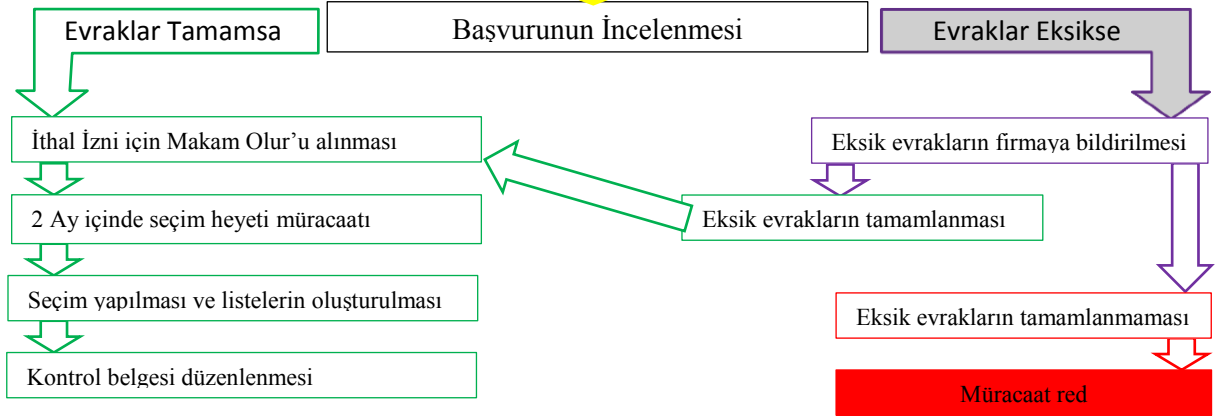 Evraklar Tamamsa
Başvurunun İncelenmesi
Evraklar Eksikse
İthal İzni için Makam Olur’u alınması
Eksik evrakların firmaya bildirilmesi
2 Ay içinde seçim heyeti müracaatı
Eksik evrakların tamamlanması
Seçim yapılması ve listelerin oluşturulması
Eksik evrakların tamamlanmaması
Kontrol belgesi düzenlenmesi
Müracaat red